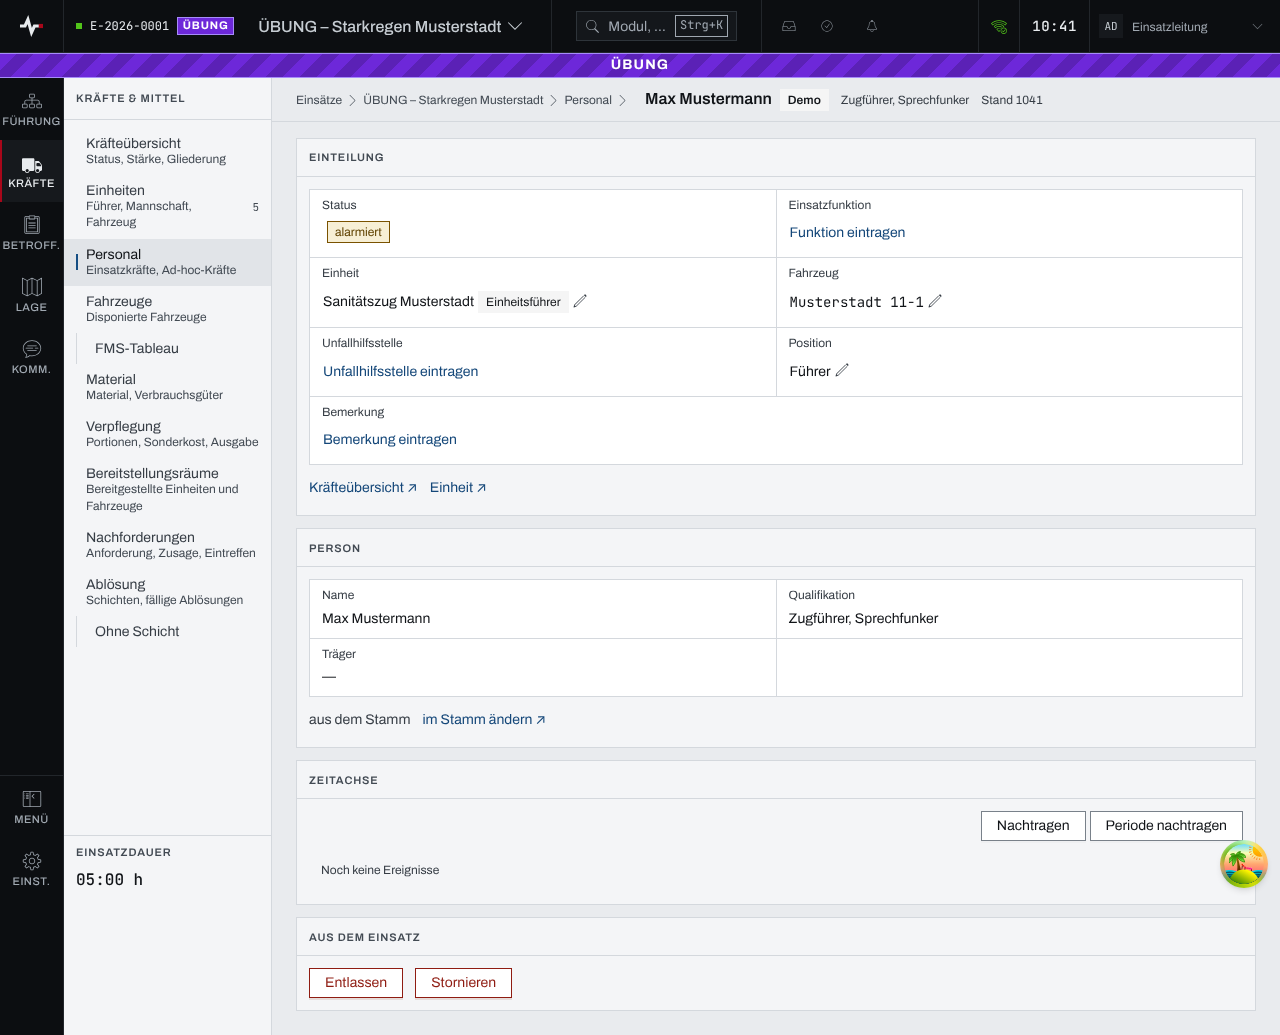 E-2026-0001 ÜBUNG ÜBUNG – Starkregen Musterstadt Modul, ... Strg+K 10:41 AD Einsatzleitung
ÜBUNG
FÜHRUNG
KRÄFTE
BETROFF.
LAGE
KOMM.
MENÜ
EINST.
KRÄFTE & MITTEL
Kräfteübersicht
Status, Stärke, Gliederung
Einheiten
Führer, Mannschaft, Fahrzeug
5
Personal
Einsatzkräfte, Ad-hoc-Kräfte
Fahrzeuge
Disponierte Fahrzeuge
FMS-Tableau
Material
Material, Verbrauchsgüter
Verpflegung
Portionen, Sonderkost, Ausgabe
Bereitstellungsräume
Bereitgestellte Einheiten und
Fahrzeuge
Nachforderungen
Anforderung, Zusage, Eintreffen
Ablösung
Schichten, fällige Ablösungen
Ohne Schicht
EINSATZDAUER
05:00 h
Einsätze ÜBUNG – Starkregen Musterstadt Personal Max Mustermann Demo Zugführer, Sprechfunker Stand 1041
EINTEILUNG
Status
alarmiert
Einsatzfunktion
Funktion eintragen
Einheit
Sanitätszug Musterstadt Einheitsführer
Fahrzeug
Musterstadt 11-1
Unfallhilfsstelle
Unfallhilfsstelle eintragen
Position
Führer
Bemerkung
Bemerkung eintragen
Kräfteübersicht ↗ Einheit ↗
PERSON
Name
Max Mustermann
Qualifikation
Zugführer, Sprechfunker
Träger
—
aus dem Stamm im Stamm ändern ↗
ZEITACHSE
Nachtragen Periode nachtragen
Noch keine Ereignisse
AUS DEM EINSATZ
Entlassen Stornieren